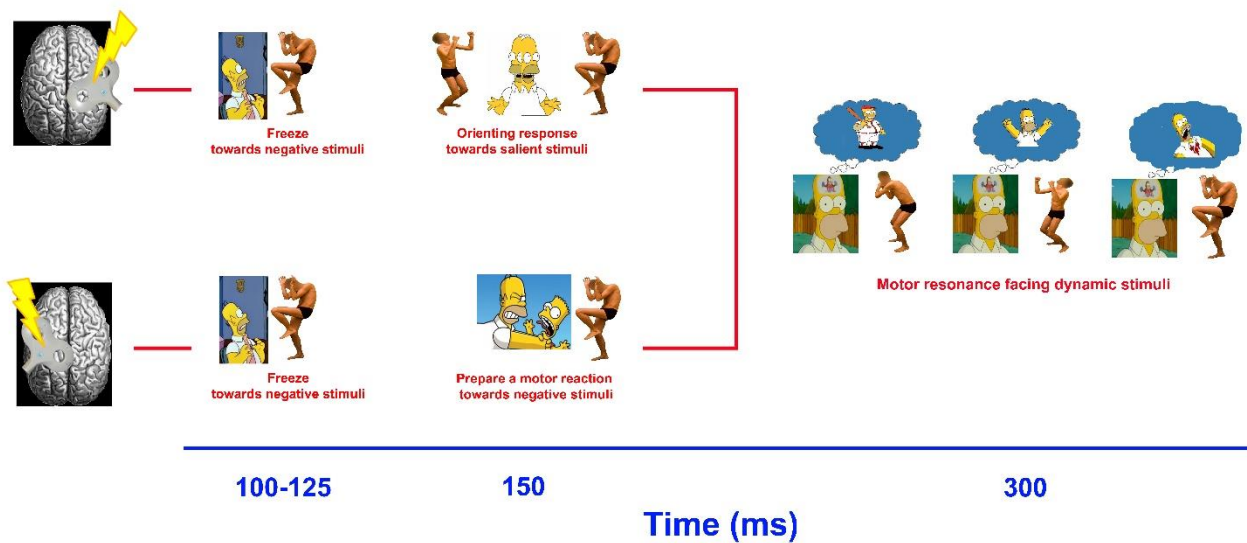 Freeze
towards negative stimuli
Orienting response
towards salient stimuli
Motor resonance facing dynamic stimuli
Freeze
towards negative stimuli
Prepare a motor reaction
towards negative stimuli
100-125
150
300
Time (ms)